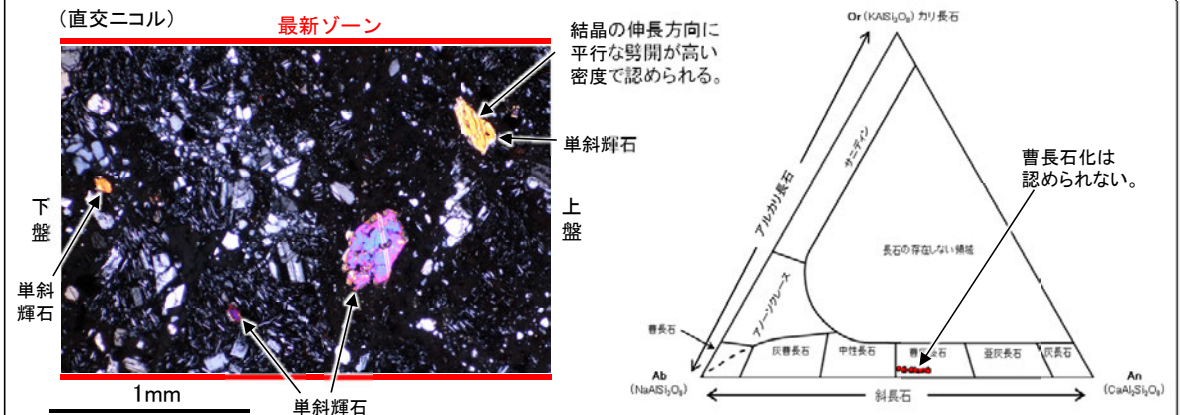 (直交ニコル)
最新ゾーン
結晶の伸長方向に
平行な劈開が高い
密度で認められる。
単斜輝石
上盤
下盤
単斜
輝石
単斜輝石
1mm
Or(KAlSi₃O₈)カリ長石
アルカリ長石
サニディン
アノーソクレース
曹長石化は
認められない。
長石の存在しない領域
曹長石
灰曹長石
中性長石
亜灰長石
灰長石
Ab
(NaAlSi₃O₈)
斜長石
An
(CaAl₂Si₂O₈)